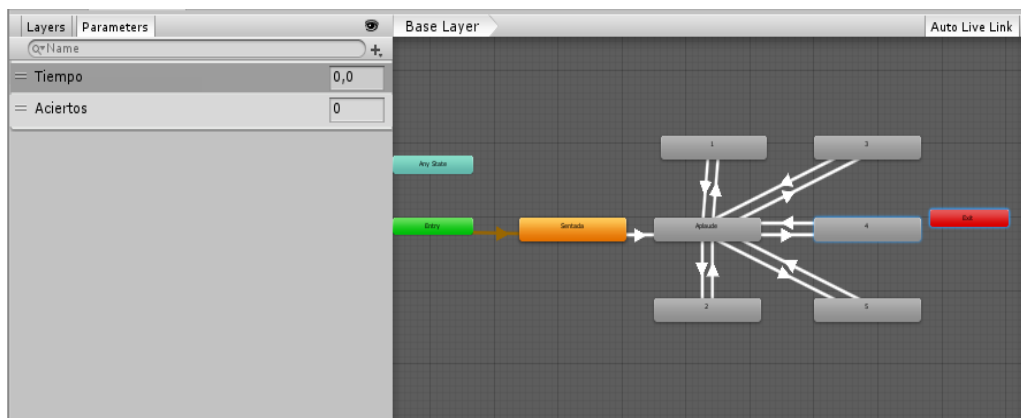 Layers Parameters Base Layer Auto Live Link
Name
Tiempo 0,0
Aciertos 0
1 3
Any State
Entry Sentada Aplaude 4 Exit
2 5